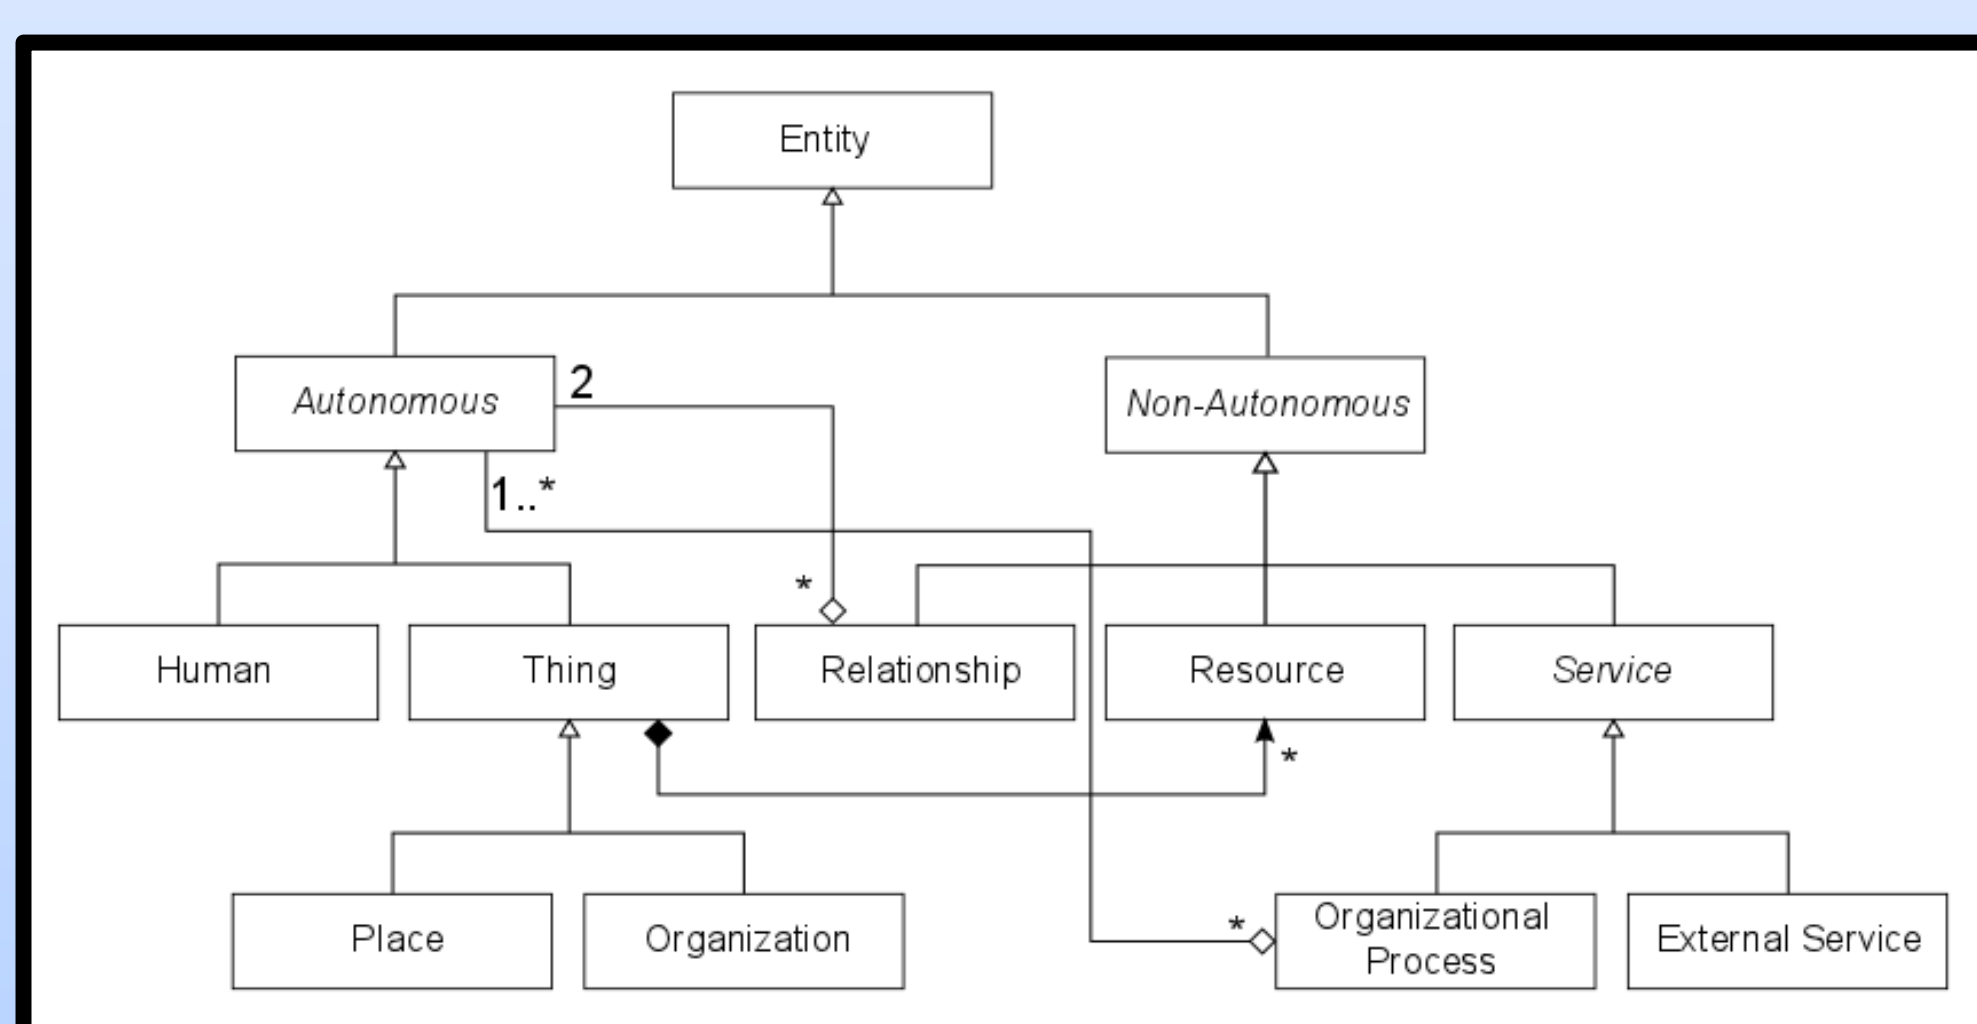 Entity
Autonomous
2
Non-Autonomous
1..*
*
Human
Thing
Relationship
Resource
Service
*
Place
Organization
*
Organizational
Process
External Service